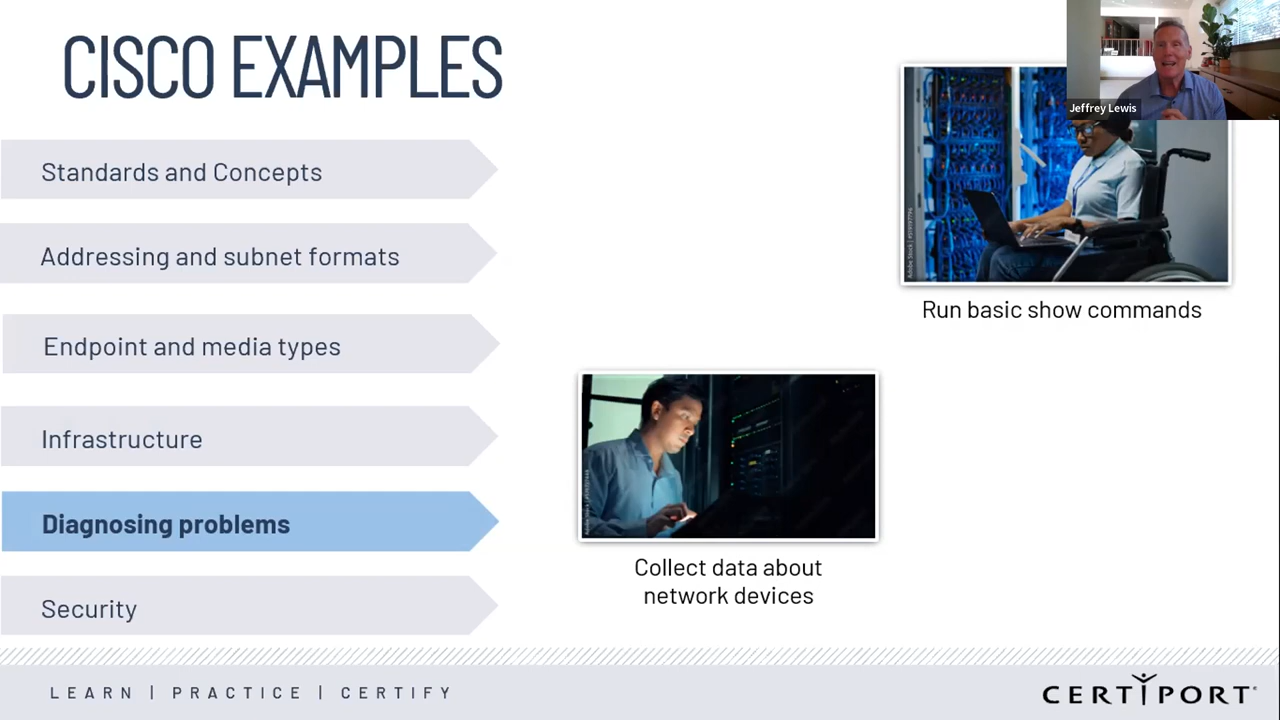 CISCO EXAMPLES
Jeffrey Lewis
Standards and Concepts
Addressing and subnet formats
Endpoint and media types
Infrastructure
Diagnosing problems
Security
Run basic show commands
Collect data about
network devices
LEARN | PRACTICE | CERTIFY
CERTIPORT